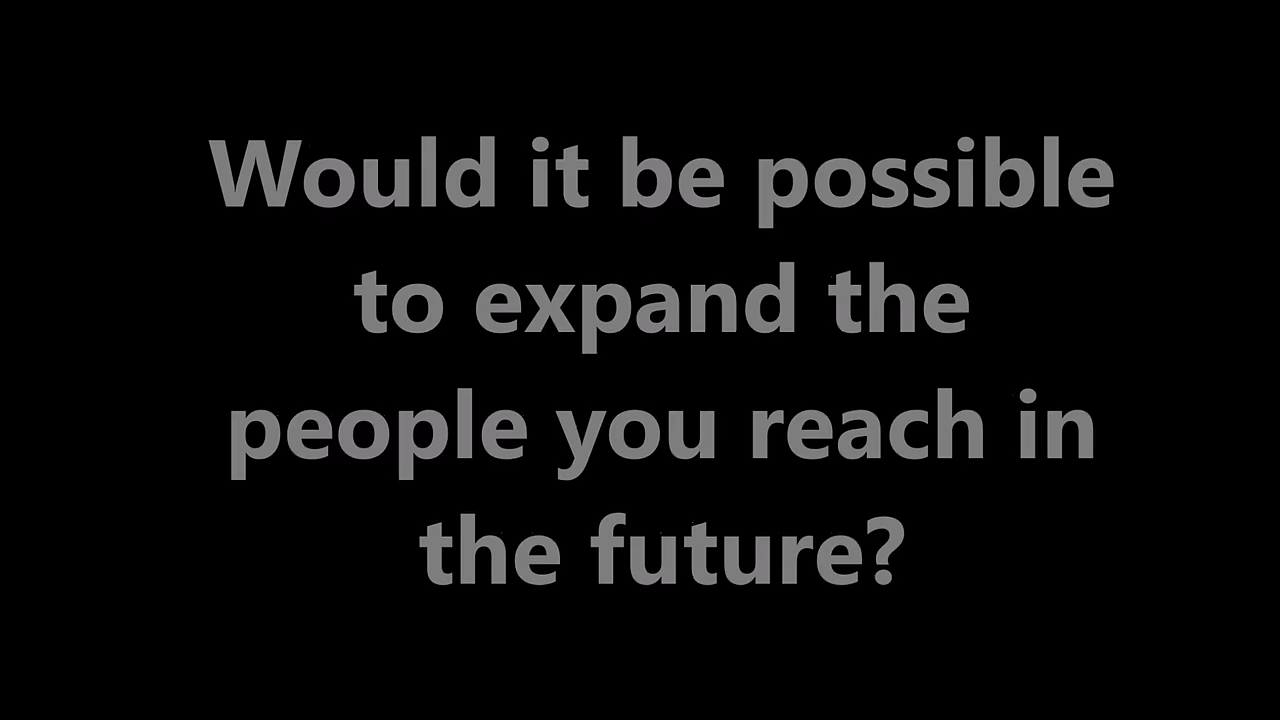 Would it be possible
to expand the
people you reach in
the future?